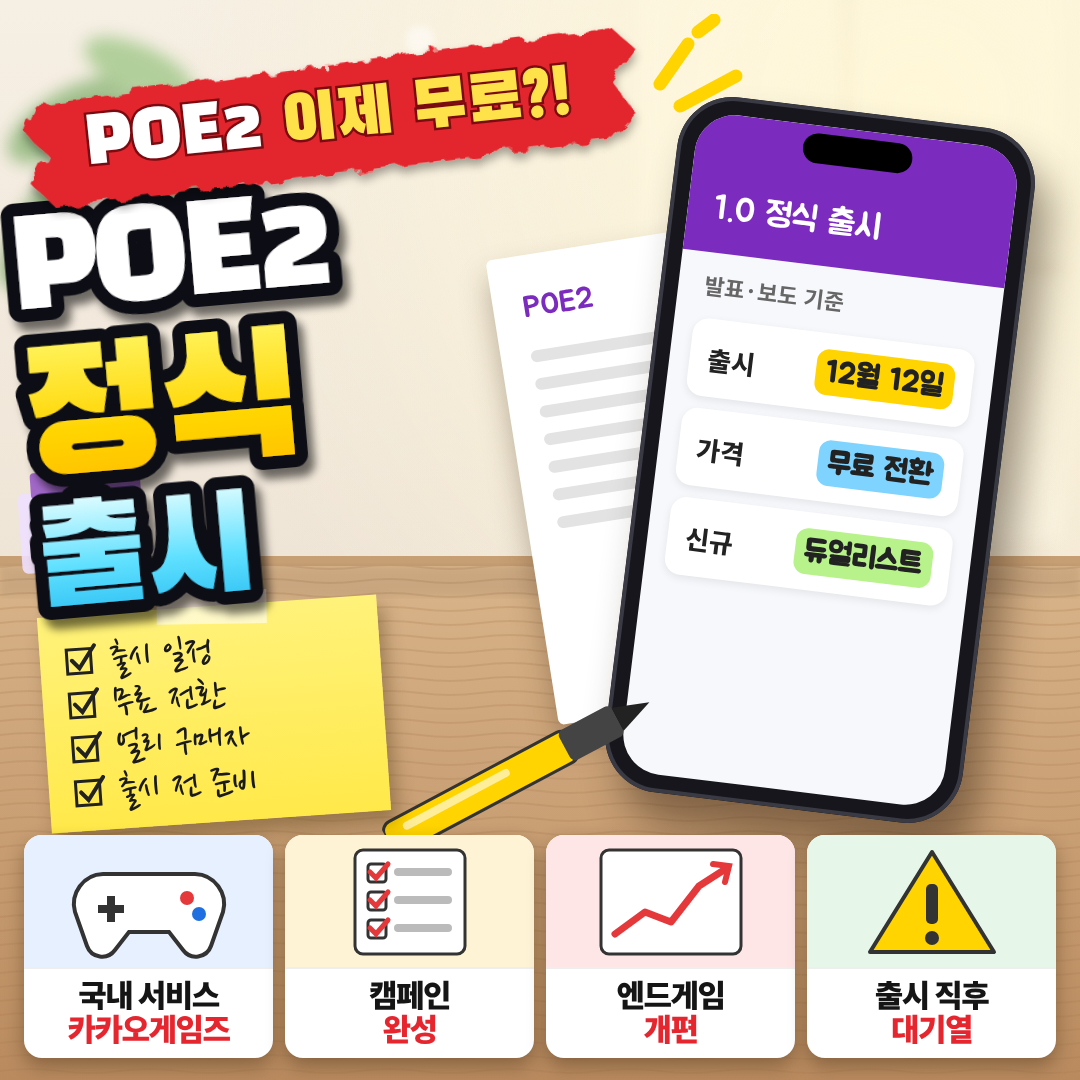 POE2 이제 무료?!
POE2
정식
출시
POE2
1.0 정식 출시
발표·보도 기준
출시 12월 12일
가격 무료 전환
신규 듀얼리스트
출시 일정
무료 전환
얼리 구매자
출시 전 준비
국내 서비스
카카오게임즈
캠페인
완성
엔드게임
개편
출시 직후
대기열